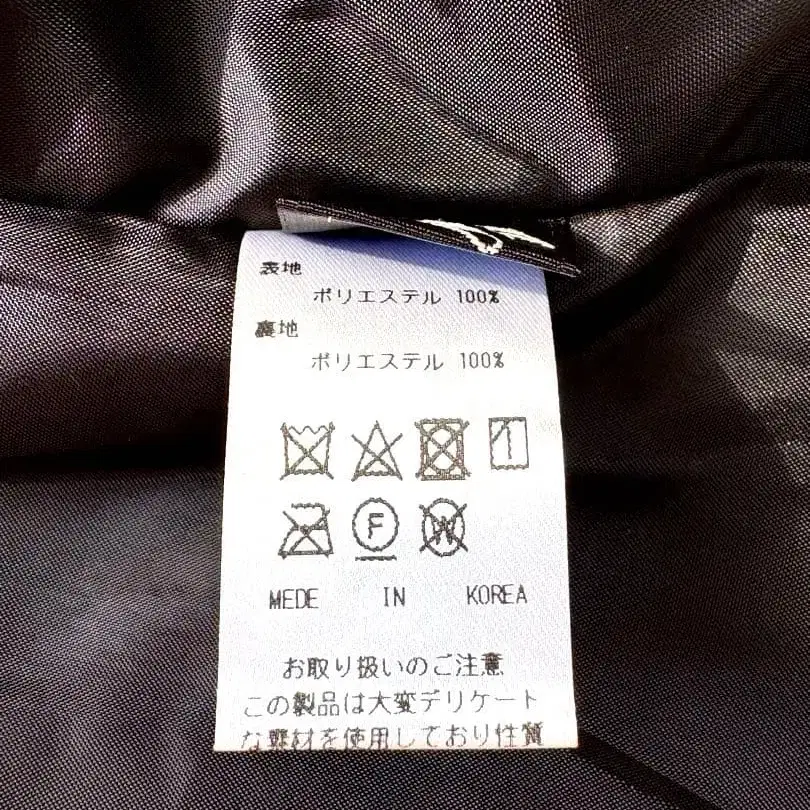 表地
ポリエステル 100%
裏地
ポリエステル 100%
F
W
MEDE IN KOREA
お取り扱いのご注意
この製品は大変デリケート
な素材を使用しており性質